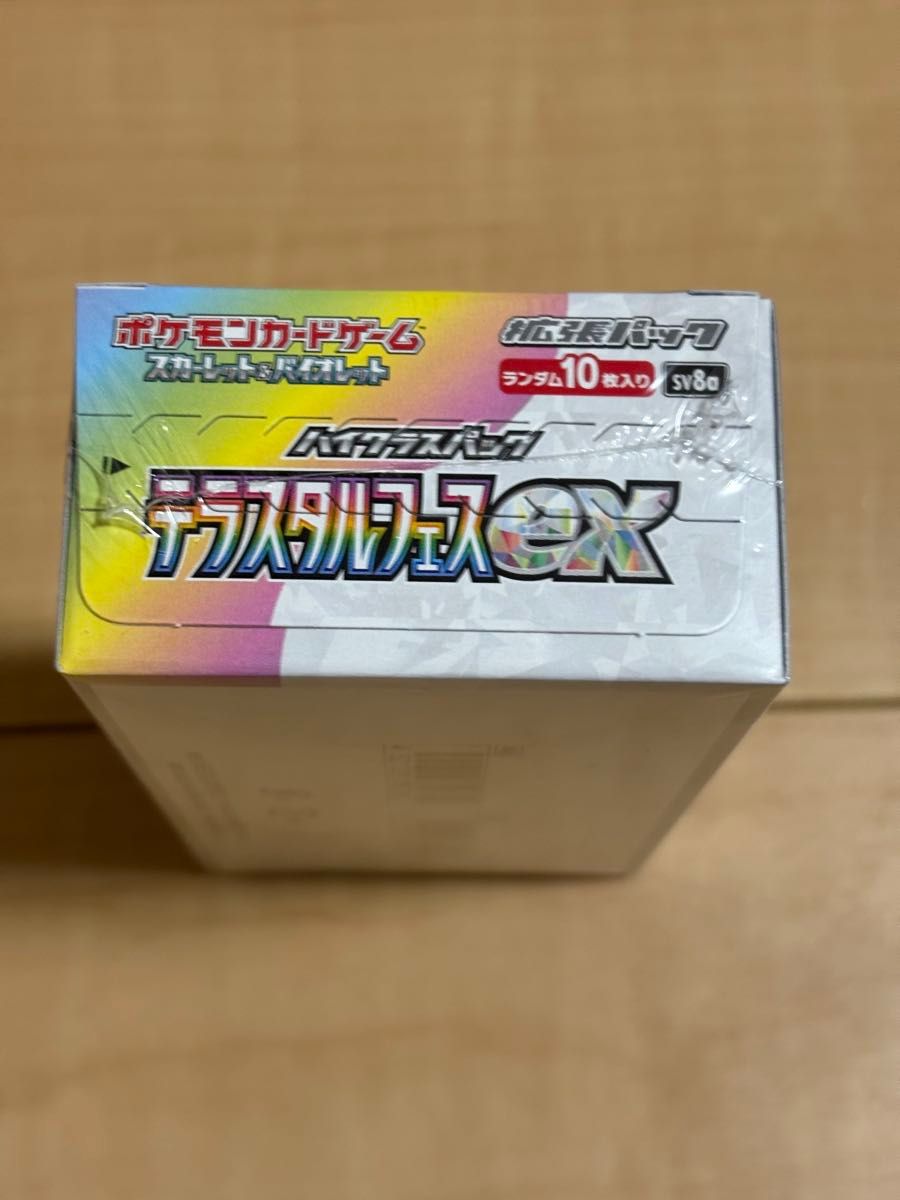 ポケモンカードゲーム™
スカーレット&バイオレット
拡張パック
ランダム10枚入り SV8a
ハイクラスパック
テラスタルフェスex